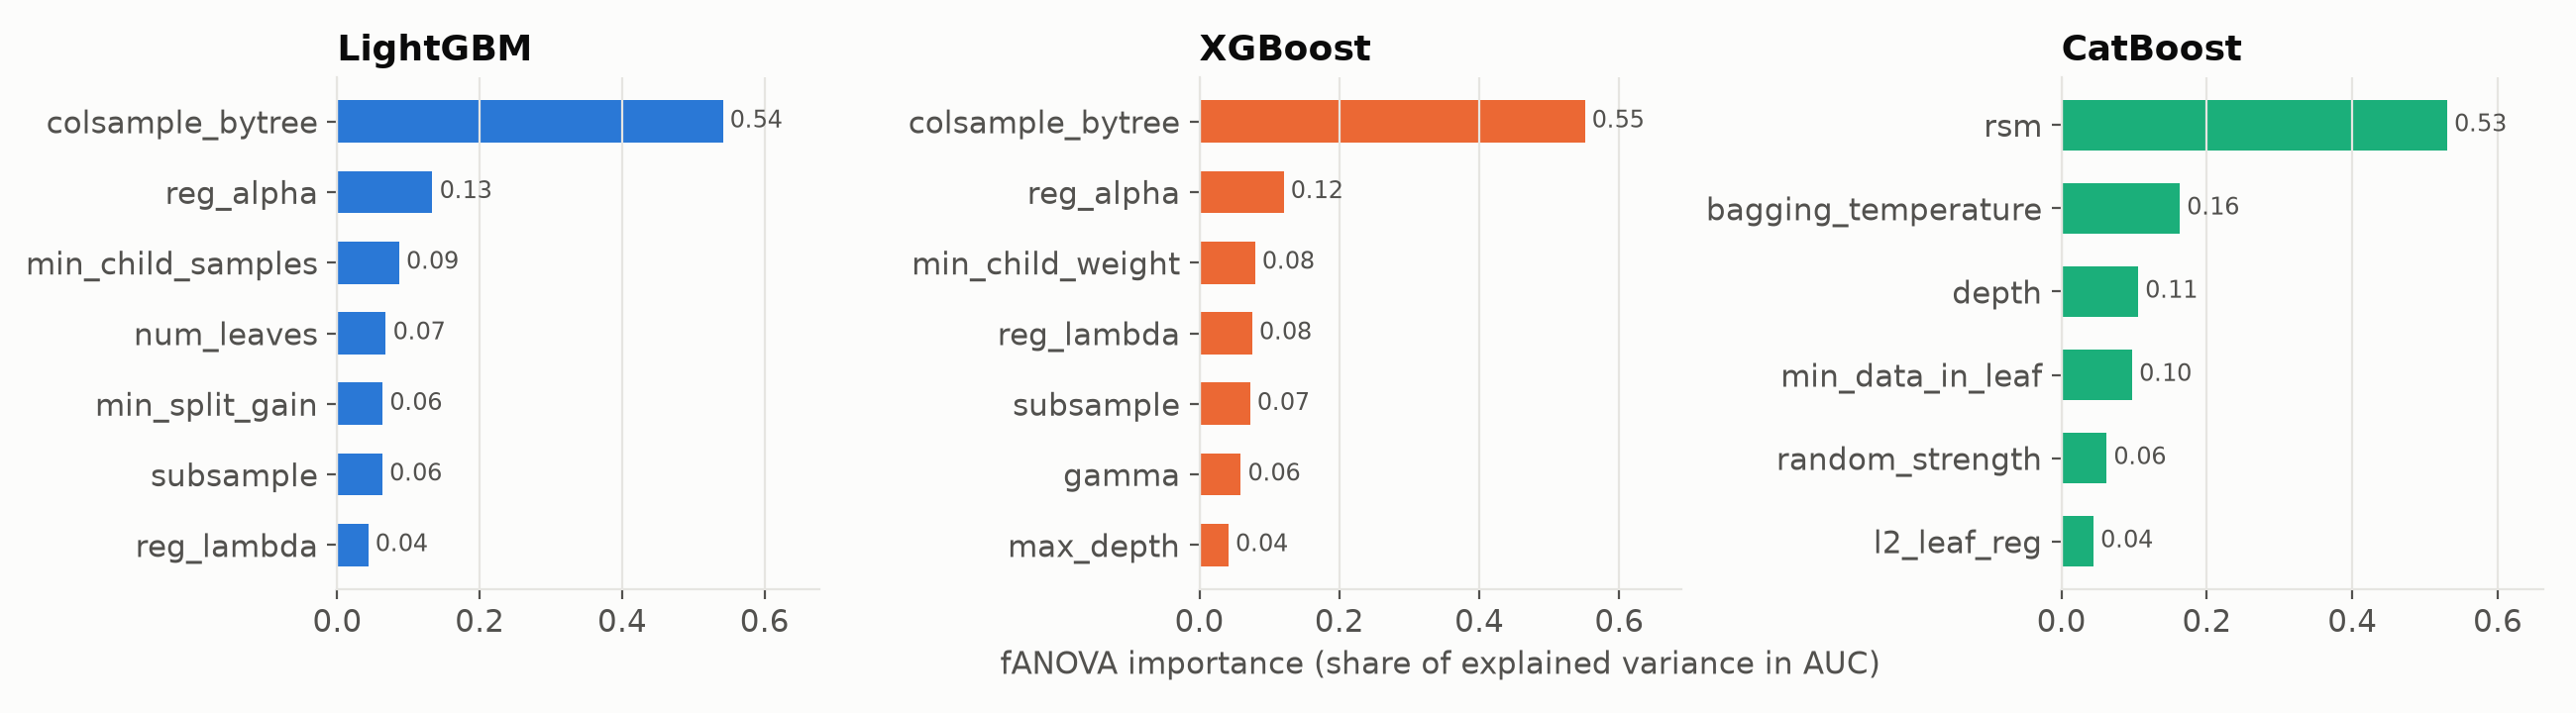 LightGBM
colsample_bytree 0.54
reg_alpha 0.13
min_child_samples 0.09
num_leaves 0.07
min_split_gain 0.06
subsample 0.06
reg_lambda 0.04
0.0 0.2 0.4 0.6
XGBoost
colsample_bytree 0.55
reg_alpha 0.12
min_child_weight 0.08
reg_lambda 0.08
subsample 0.07
gamma 0.06
max_depth 0.04
0.0 0.2 0.4 0.6
CatBoost
rsm 0.53
bagging_temperature 0.16
depth 0.11
min_data_in_leaf 0.10
random_strength 0.06
l2_leaf_reg 0.04
0.0 0.2 0.4 0.6
fANOVA importance (share of explained variance in AUC)